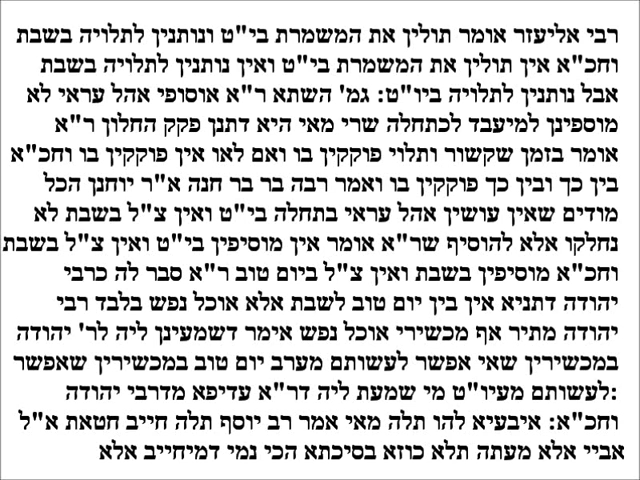 רבי אליעזר אומר תולין את המשמרת בי"ט ונותנין לתלויה בשבת
וחכ"א אין תולין את המשמרת בי"ט ואין נותנין לתלויה בשבת
אבל נותנין לתלויה ביו"ט: גמ' השתא ר"א אוסופי אהל עראי לא
מוספינן למיעבד לכתחלה שרי מאי היא דתנן פקק החלון ר"א
אומר בזמן שקשור ותלוי פוקקין בו ואם לאו אין פוקקין בו וחכ"א
בין כך ובין כך פוקקין בו ואמר רבה בר בר חנה א"ר יוחנן הכל
מודים שאין עושין אהל עראי בתחלה בי"ט ואין צ"ל בשבת לא
נחלקו אלא להוסיף שר"א אומר אין מוסיפין בי"ט ואין צ"ל בשבת
וחכ"א מוסיפין בשבת ואין צ"ל ביום טוב ר"א סבר לה כרבי
יהודה דתניא אין בין יום טוב לשבת אלא אוכל נפש בלבד רבי
יהודה מתיר אף מכשירי אוכל נפש אימר דשמעינן ליה לר' יהודה
במכשירין שאי אפשר לעשותם מערב יום טוב במכשירין שאפשר
לעשותם מעיו"ט מי שמעת ליה דר"א עדיפא מדרבי יהודה:
וחכ"א: איבעיא להו תלה מאי אמר רב יוסף תלה חייב חטאת א"ל
אביי אלא מעתה תלא כוזא בסיכתא הכי נמי דמיחייב אלא